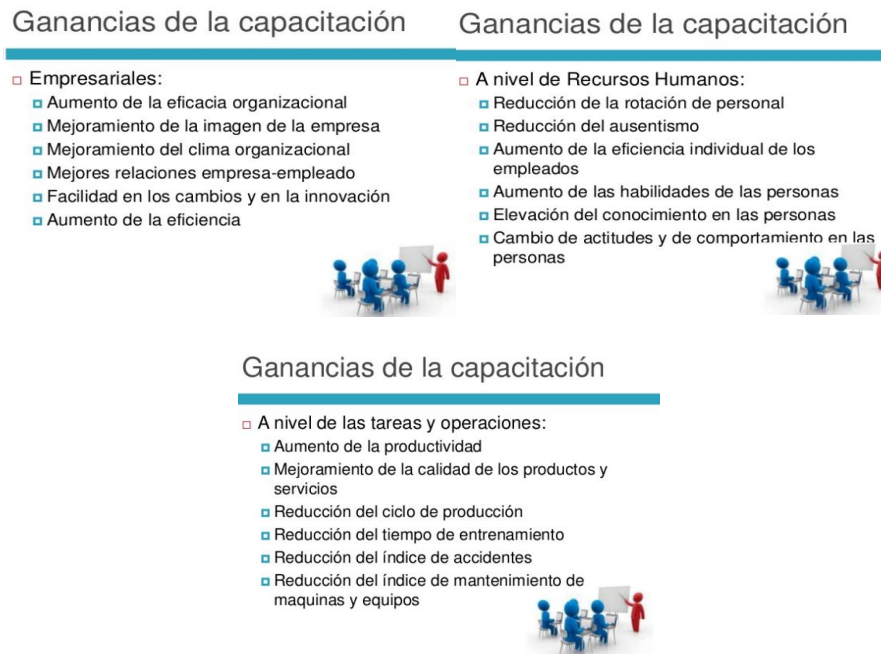 Ganancias de la capacitación
Empresariales:
Aumento de la eficacia organizacional
Mejoramiento de la imagen de la empresa
Mejoramiento del clima organizacional
Mejores relaciones empresa-empleado
Facilidad en los cambios y en la innovación
Aumento de la eficiencia
Ganancias de la capacitación
A nivel de Recursos Humanos:
Reducción de la rotación de personal
Reducción del ausentismo
Aumento de la eficiencia individual de los
empleados
Aumento de las habilidades de las personas
Elevación del conocimiento en las personas
Cambio de actitudes y de comportamiento en las
personas
Ganancias de la capacitación
A nivel de las tareas y operaciones:
Aumento de la productividad
Mejoramiento de la calidad de los productos y
servicios
Reducción del ciclo de producción
Reducción del tiempo de entrenamiento
Reducción del índice de accidentes
Reducción del índice de mantenimiento de
maquinas y equipos